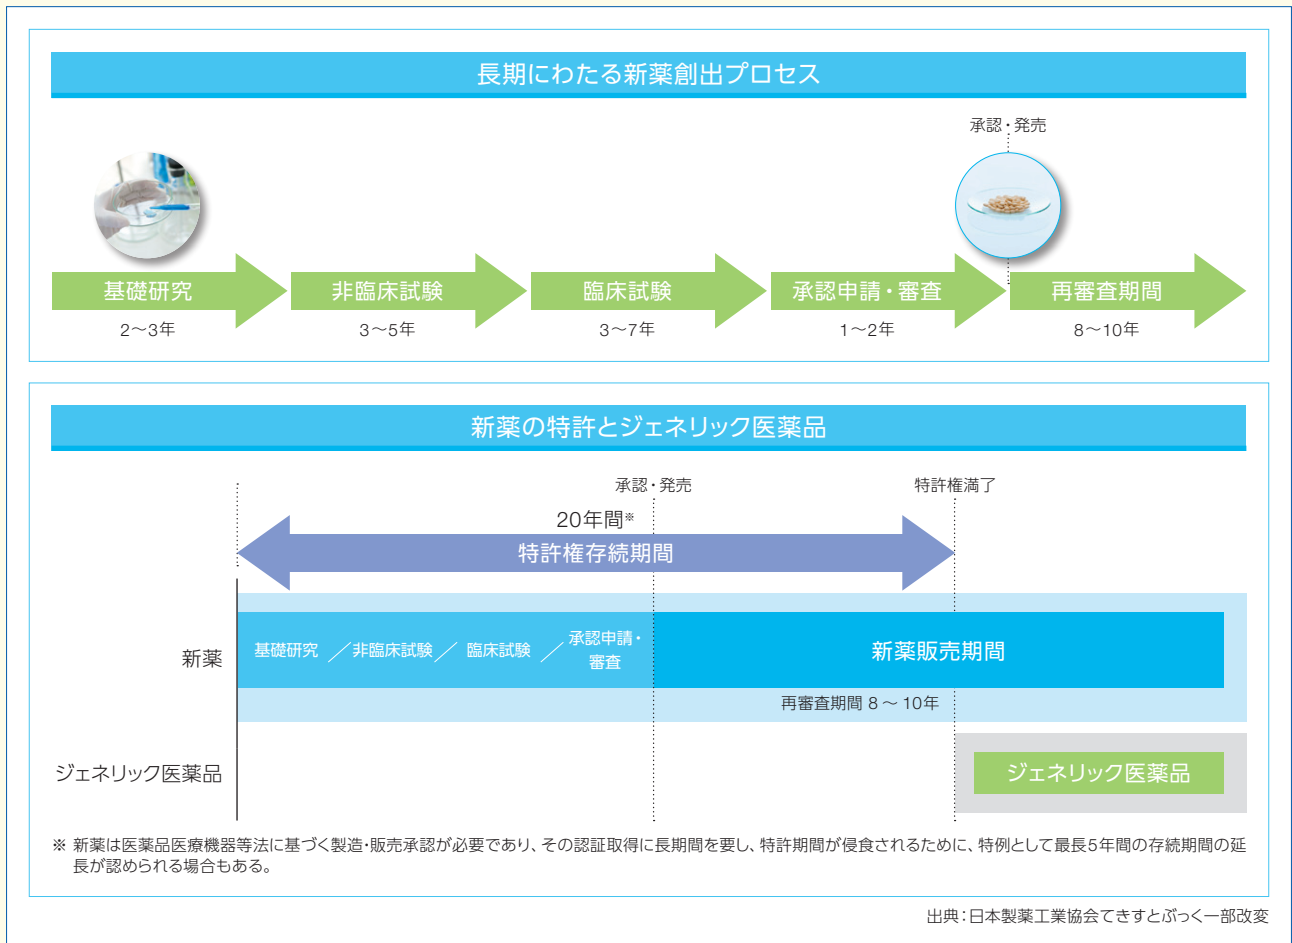 長期にわたる新薬創出プロセス
承認・発売
基礎研究
非臨床試験
臨床試験
承認申請・審査
再審査期間
2〜3年
3〜5年
3〜7年
1〜2年
8〜10年
新薬の特許とジェネリック医薬品
承認・発売
特許権満了
20年間※
特許権存続期間
新薬
基礎研究／非臨床試験／臨床試験／承認申請・
審査
新薬販売期間
再審査期間 8 〜 10年
ジェネリック医薬品
ジェネリック医薬品
※ 新薬は医薬品医療機器等法に基づく製造・販売承認が必要であり、その認証取得に長期間を要し、特許期間が侵食されるために、特例として最長5年間の存続期間の延
長が認められる場合もある。
出典：日本製薬工業協会てきすとぶっく一部改変